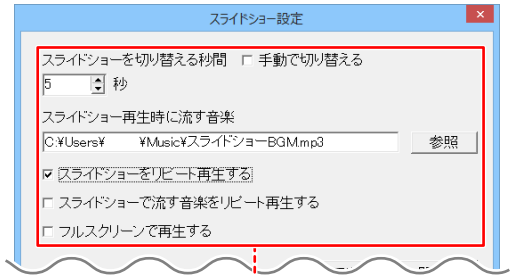 スライドショー設定
スライドショーを切り替える秒間 手動で切り替える
5 秒
スライドショー再生時に流す音楽
C:¥Users¥ ¥Music¥スライドショーBGM.mp3 参照
スライドショーをリピート再生する
スライドショーで流す音楽をリピート再生する
フルスクリーンで再生する